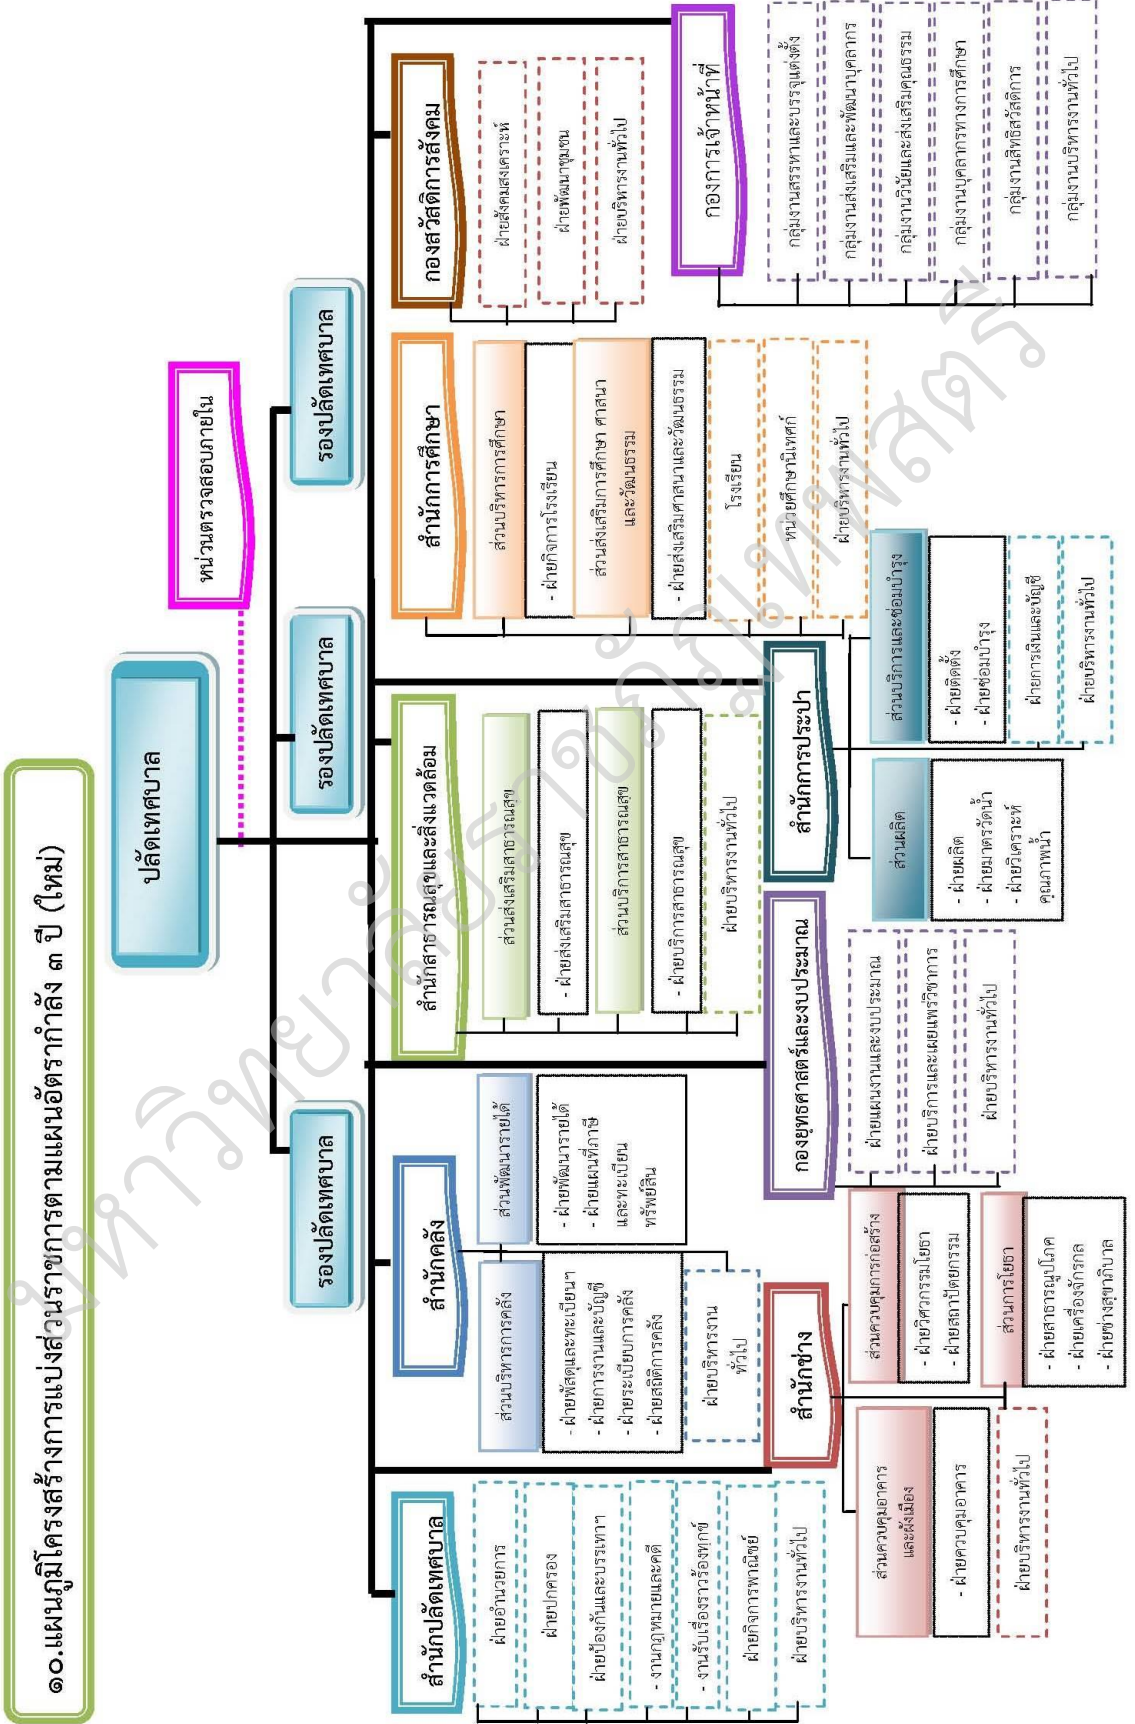 ๑๐.แผนภูมิโครงสร้างการแบ่งส่วนราชการตามแผนอัตรากำลัง ๓ ปี (ใหม่)
ปลัดเทศบาล
หน่วนตรวจสอบภายใน
รองปลัดเทศบาล
รองปลัดเทศบาล
รองปลัดเทศบาล
สำนักปลัดเทศบาล
ฝ่ายอำนวยการ
ฝ่ายปกครอง
ฝ่ายป้องกันและบรรเทาฯ
- งานกฎหมายและคดี
- งานรับเรื่องราวร้องทุกข์
ฝ่ายกิจการพาณิชย์
ฝ่ายบริหารงานทั่วไป
สำนักคลัง
ส่วนบริหารการคลัง
- ฝ่ายพัสดุและทะเบียนฯ
- ฝ่ายการงานและบัญชี
- ฝ่ายระเบียบการคลัง
- ฝ่ายสถิติการคลัง
ส่วนพัฒนารายได้
- ฝ่ายพัฒนารายได้
- ฝ่ายแผนที่ภาษี
และทะเบียน
ทรัพย์สิน
ฝ่ายบริหารงาน
ทั่วไป
สำนักสาธารณสุขและสิ่งแวดล้อม
ส่วนส่งเสริมสาธารณสุข
- ฝ่ายส่งเสริมสาธารณสุข
ส่วนบริการสาธารณสุข
- ฝ่ายบริการสาธารณสุข
ฝ่ายบริหารงานทั่วไป
สำนักการศึกษา
ส่วนบริหารการศึกษา
- ฝ่ายกิจการโรงเรียน
ส่วนส่งเสริมการศึกษา ศาสนา
และวัฒนธรรม
- ฝ่ายส่งเสริมศาสนาและวัฒนธรรม
โรงเรียน
หน่วยศึกษานิเทศก์
ฝ่ายบริหารงานทั่วไป
กองสวัสดิการสังคม
ฝ่ายสังคมสงเคราะห์
ฝ่ายพัฒนาชุมชน
ฝ่ายบริหารงานทั่วไป
สำนักช่าง
ส่วนควบคุมอาคาร
และผังเมือง
- ฝ่ายควบคุมอาคาร
ฝ่ายบริหารงานทั่วไป
ส่วนควบคุมการก่อสร้าง
- ฝ่ายวิศวกรรมโยธา
- ฝ่ายสถาปัตยกรรม
ส่วนการโยธา
- ฝ่ายสาธารณูปโภค
- ฝ่ายเครื่องจักรกล
- ฝ่ายช่างสุขาภิบาล
กองยุทธศาสตร์และงบประมาณ
ฝ่ายแผนงานและงบประมาณ
ฝ่ายบริการและเผยแพร่วิชาการ
ฝ่ายบริหารงานทั่วไป
สำนักการประปา
ส่วนผลิต
- ฝ่ายผลิต
- ฝ่ายมาตรวัดน้ำ
- ฝ่ายวิเคราะห์
คุณภาพน้ำ
ส่วนบริการและซ่อมบำรุง
- ฝ่ายติดตั้ง
- ฝ่ายซ่อมบำรุง
ฝ่ายการเงินและบัญชี
ฝ่ายบริหารงานทั่วไป
กองการเจ้าหน้าที่
กลุ่มงานสรรหาและบรรจุแต่งตั้ง
กลุ่มงานส่งเสริมและพัฒนาบุคลากร
กลุ่มงานวินัยและส่งเสริมคุณธรรม
กลุ่มงานบุคลากรทางการศึกษา
กลุ่มงานสิทธิสวัสดิการ
กลุ่มงานบริหารงานทั่วไป
มหาวิทยาลัยราชภัฏเทพสตรี